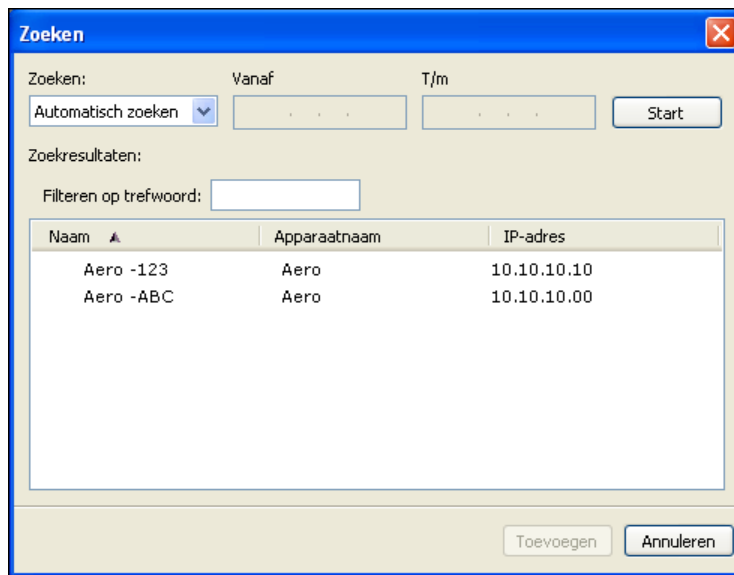 Zoeken
Zoeken: Vanaf T/m
Automatisch zoeken . . . . . . Start
Zoekresultaten:
Filteren op trefwoord:
Naam Apparaatnaam IP-adres
Aero -123 Aero 10.10.10.10
Aero -ABC Aero 10.10.10.00
Toevoegen Annuleren